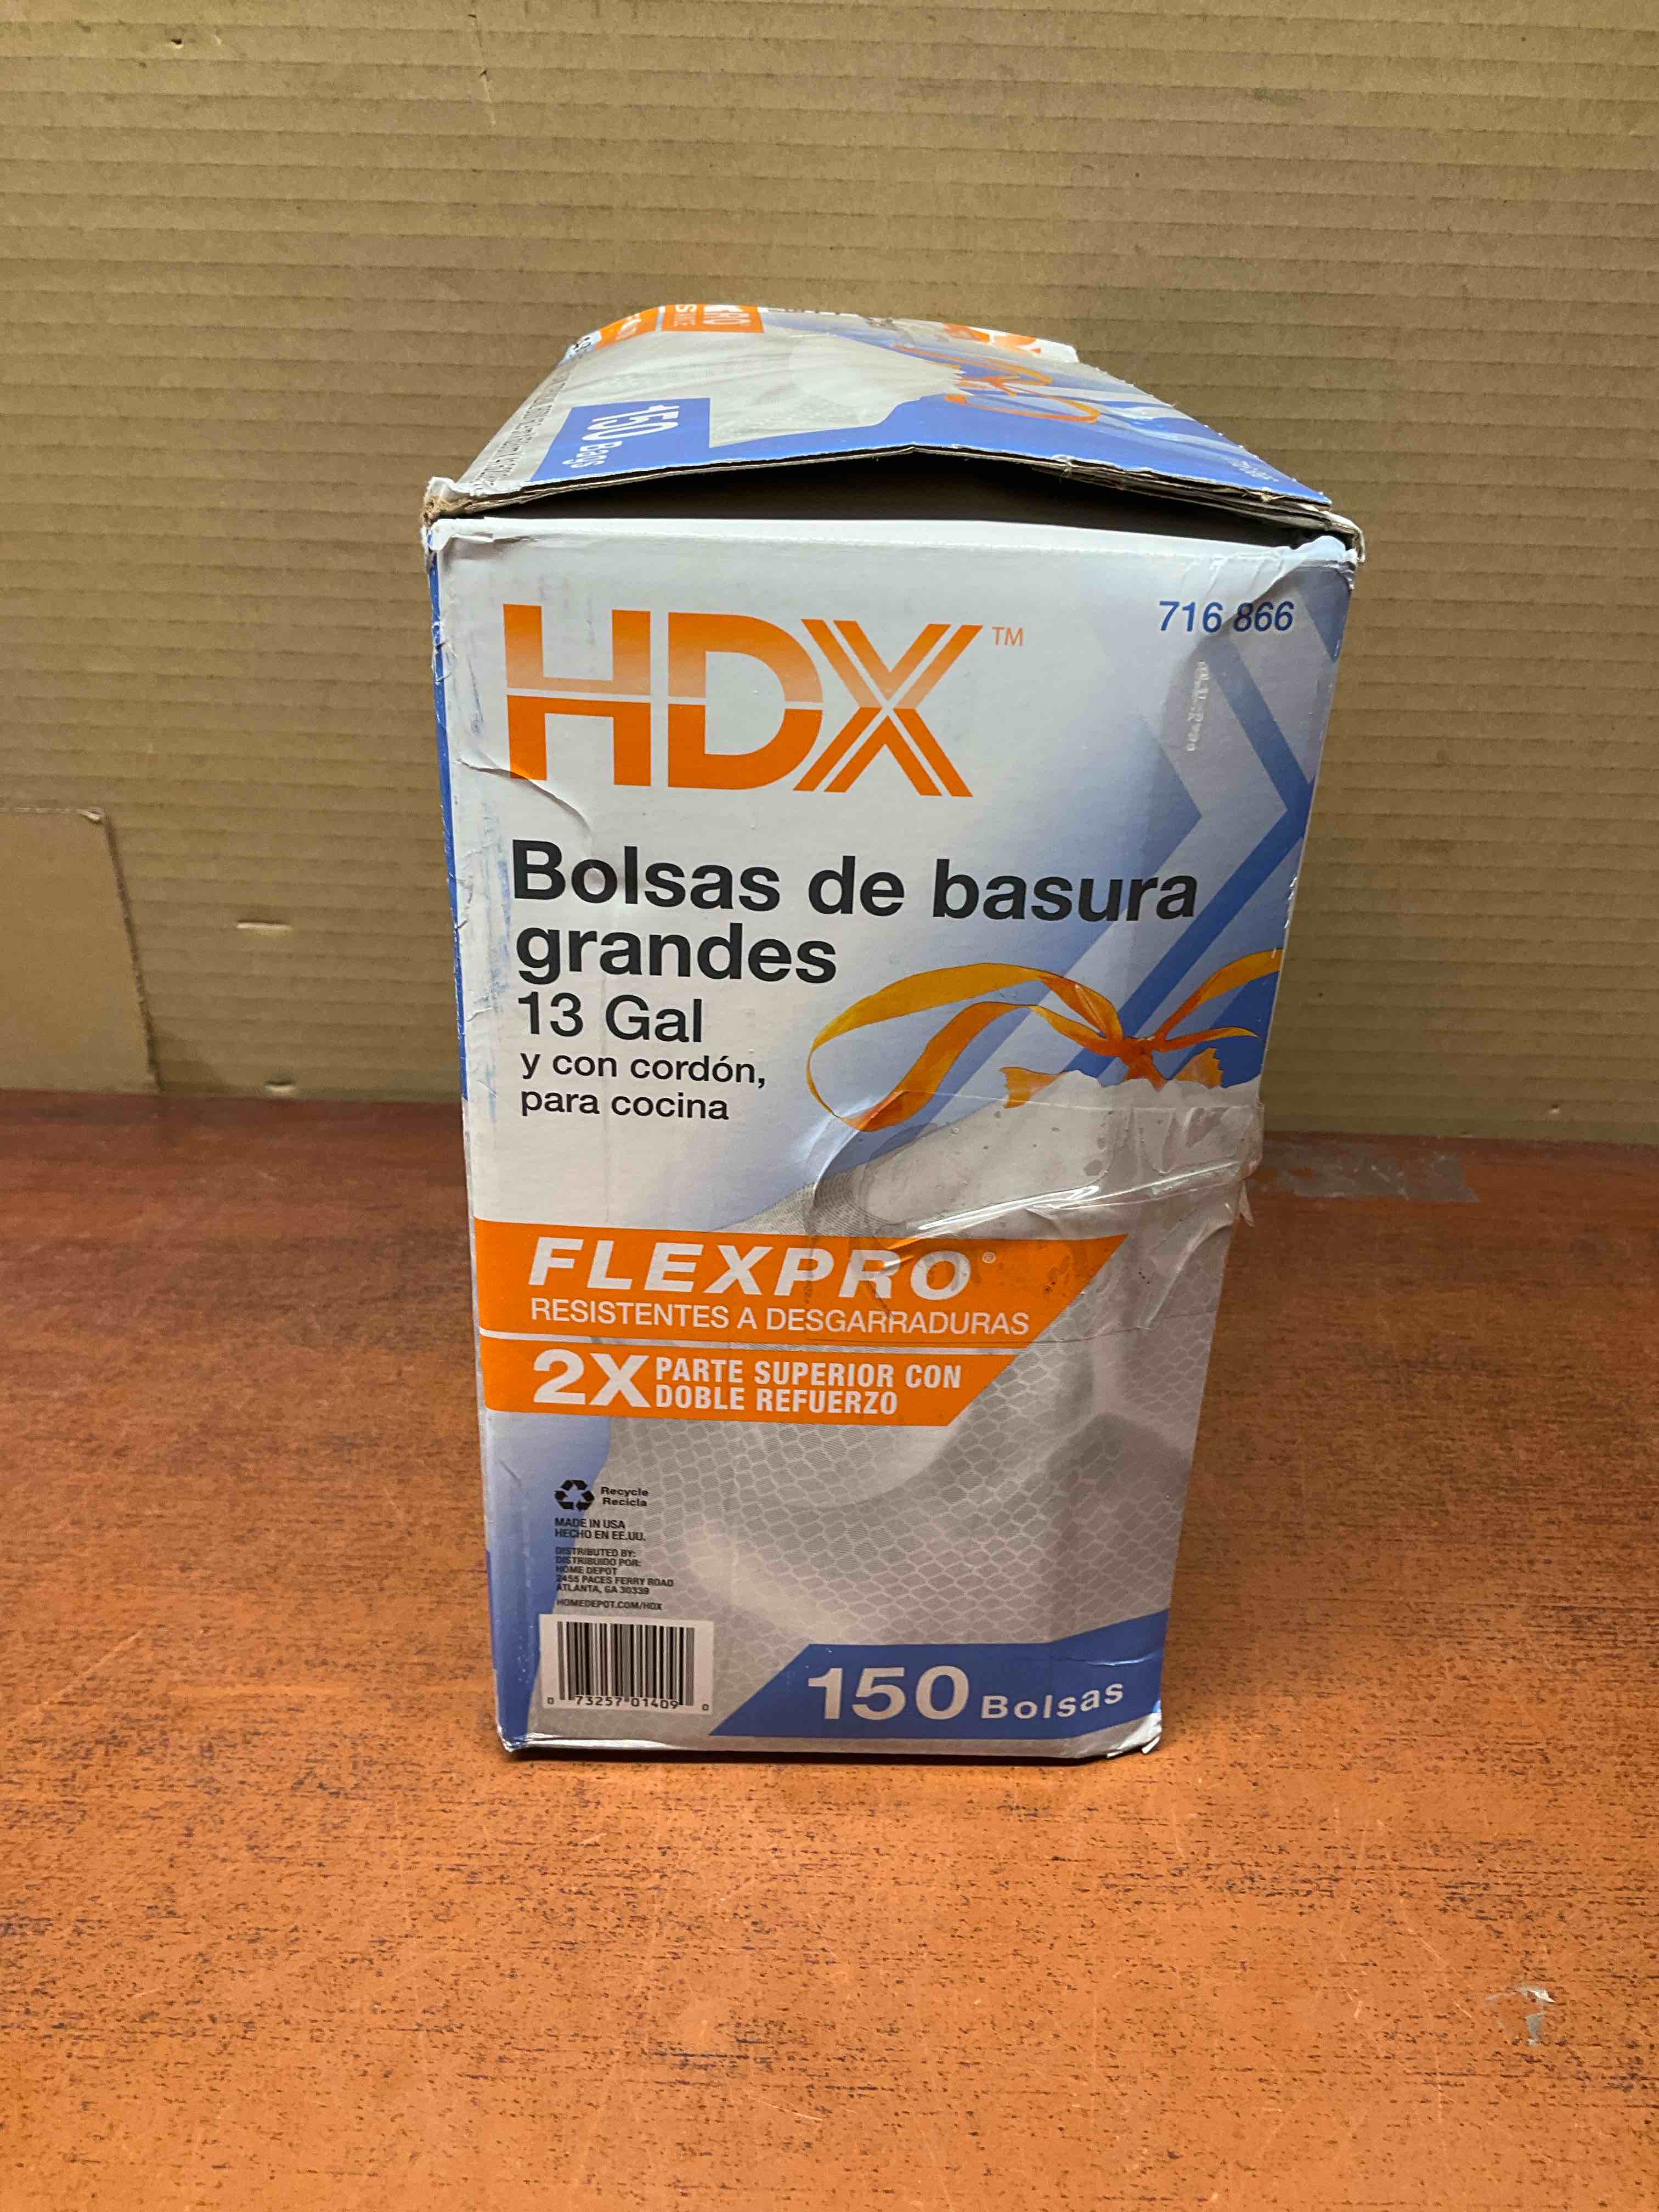 150 Bags
HDX™
716 866
Bolsas de basura
grandes
13 Gal
y con cordón,
para cocina
FLEXPRO®
RESISTENTES A DESGARRADURAS
2X PARTE SUPERIOR CON
DOBLE REFUERZO
Recycle
Recicla
MADE IN USA
HECHO EN EE.UU.
DISTRIBUTED BY:
DISTRIBUIDO POR:
HOME DEPOT
2455 PACES FERRY ROAD
ATLANTA, GA 30339
HOMEDEPOT.COM/HDX
0 73257 01409 0
150 Bolsas